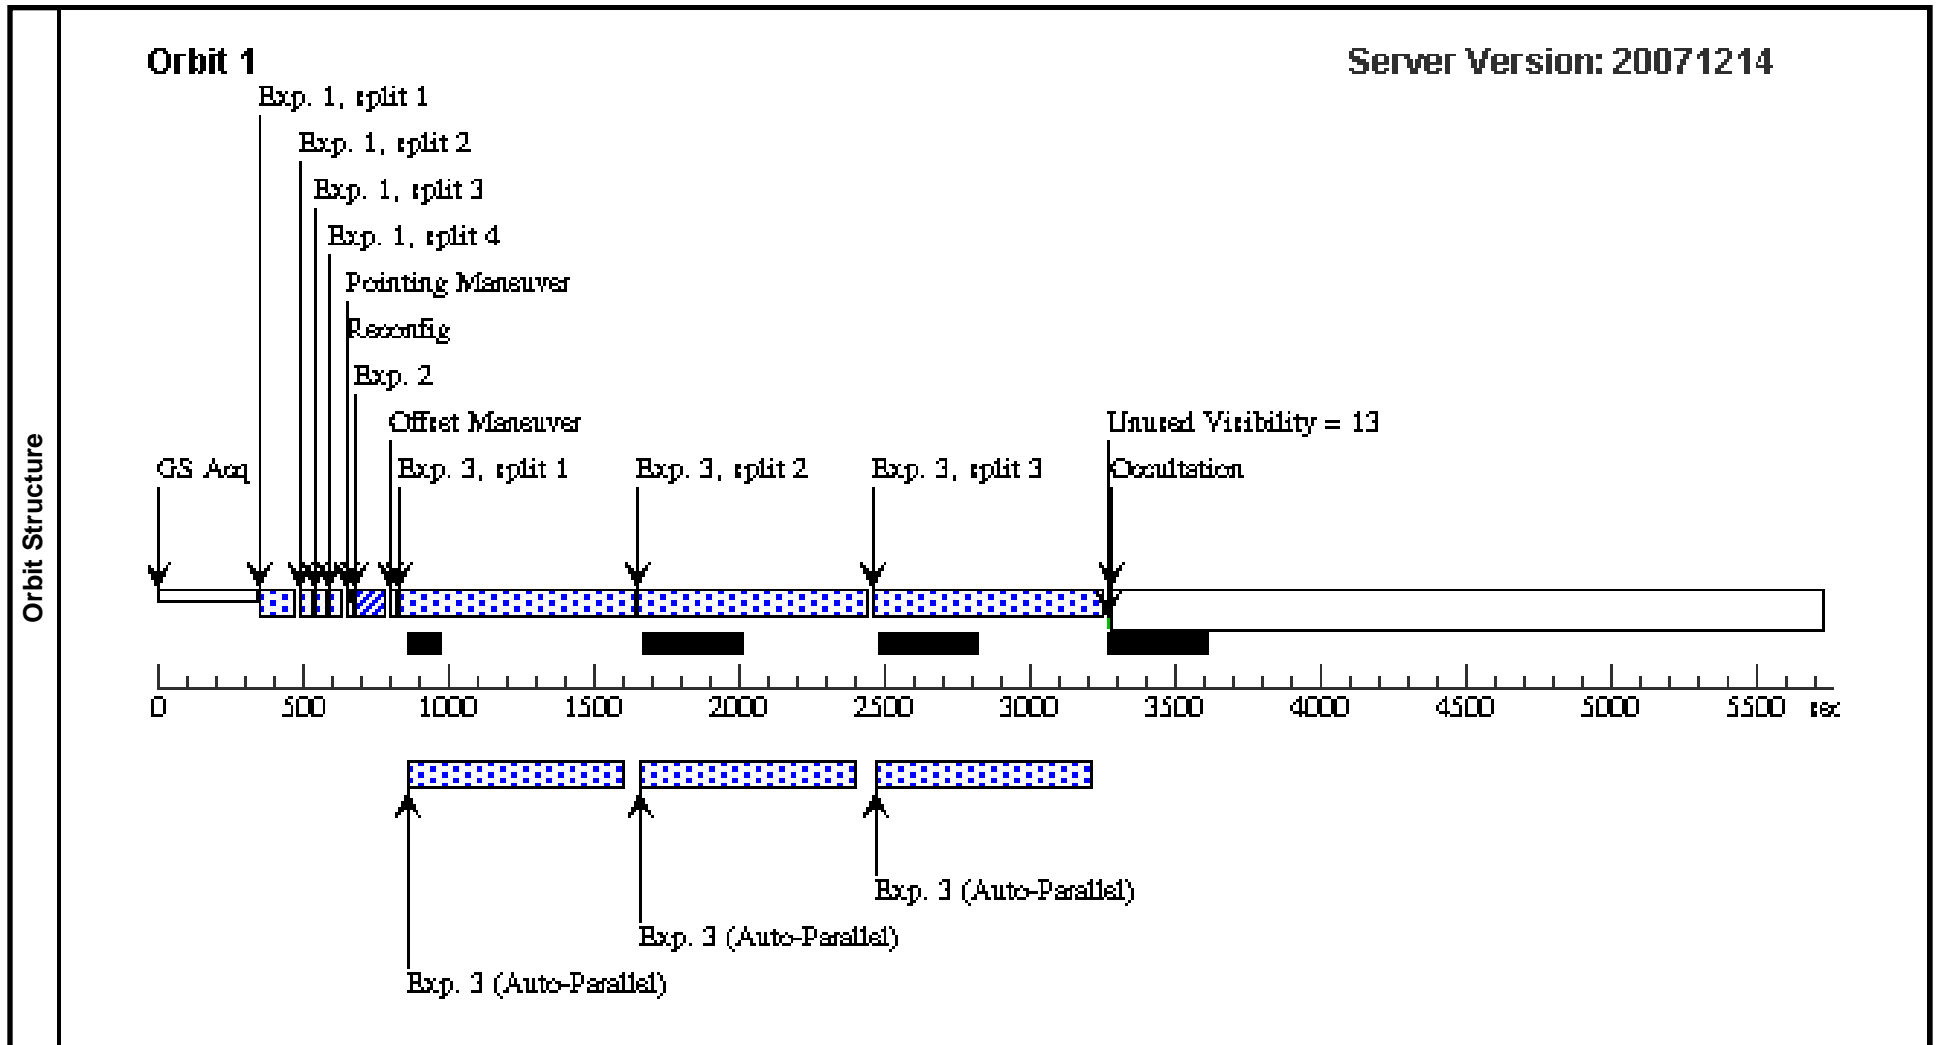 Orbit 1
Server Version: 20071214
Exp. 1, split 1
Exp. 1, split 2
Exp. 1, split 3
Exp. 1, split 4
Pointing Maneuver
Reconfig
Exp. 2
Offset Maneuver
Unused Visibility = 13
GS Acq
Exp. 3, split 1
Exp. 3, split 2
Exp. 3, split 3
Occultation
Orbit Structure
0 500 1000 1500 2000 2500 3000 3500 4000 4500 5000 5500 sec
Exp. 3 (Auto-Parallel)
Exp. 3 (Auto-Parallel)
Exp. 3 (Auto-Parallel)